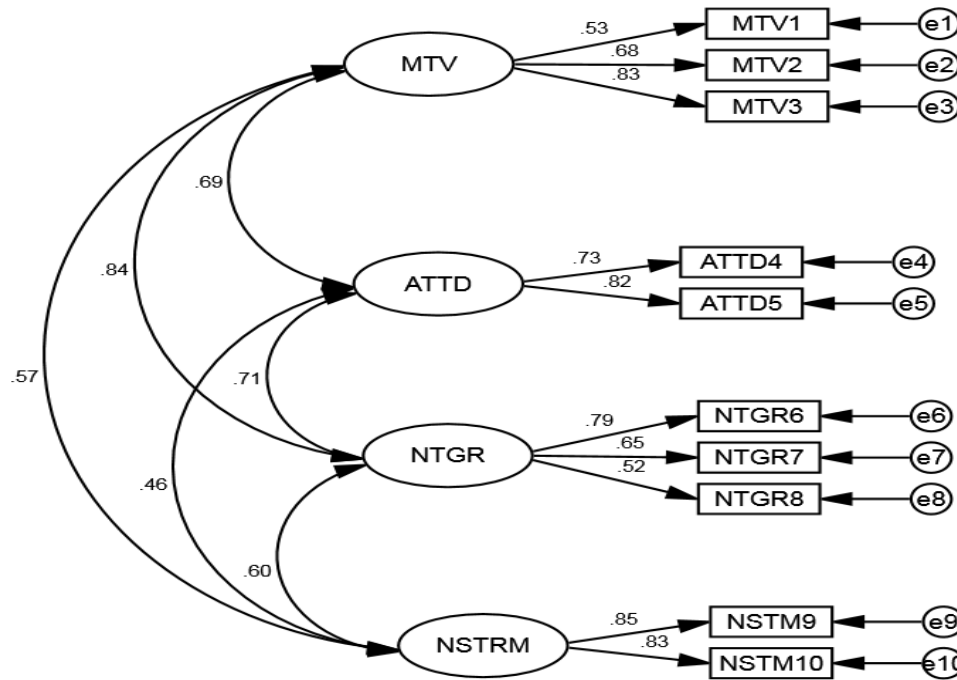 .53
MTV1
e1
MTV
.68
MTV2
e2
.83
MTV3
e3
.69
.84
ATTD
.73
ATTD4
e4
.82
ATTD5
e5
.57
.71
.46
NTGR
.79
NTGR6
e6
.65
NTGR7
e7
.52
NTGR8
e8
.60
NSTRM
.85
NSTM9
e9
.83
NSTM10
e10